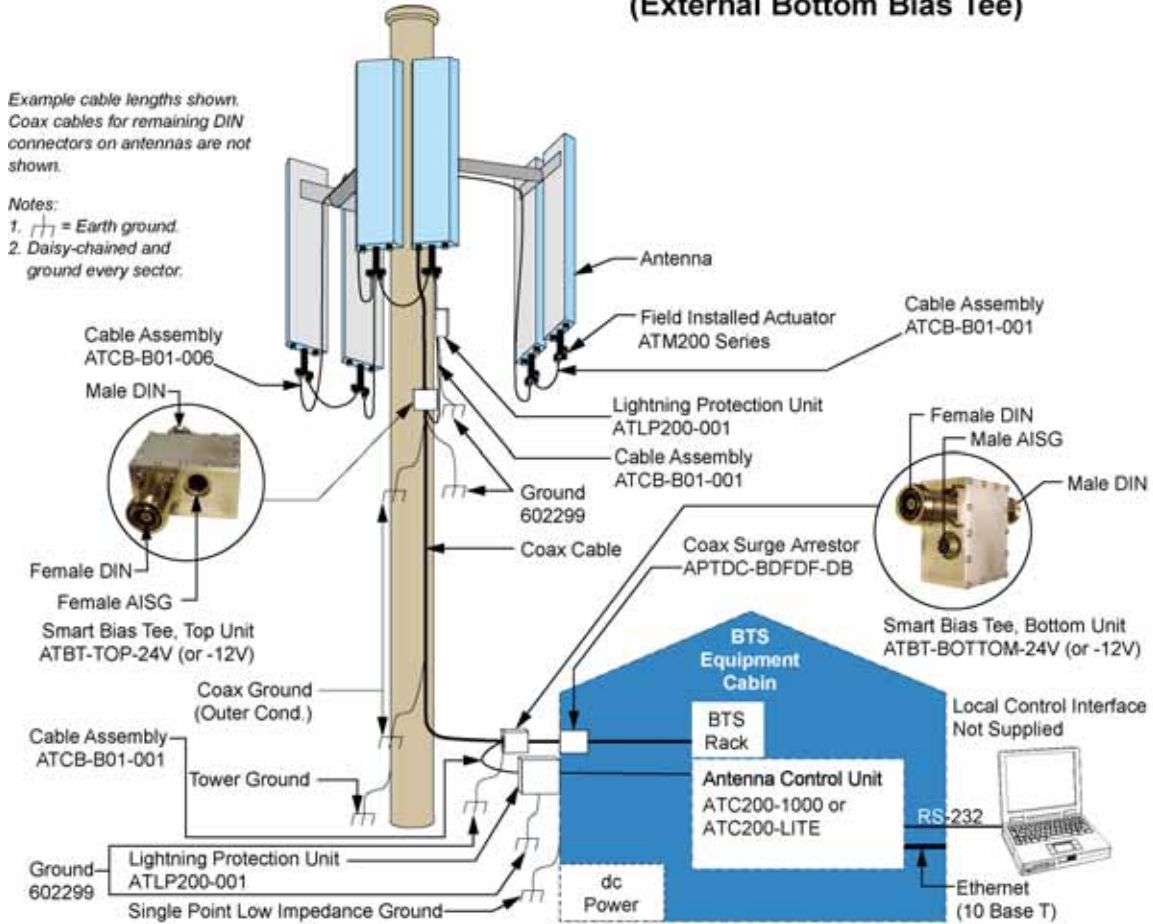 (External Bottom Bias Tee)
Example cable lengths shown.
Coax cables for remaining DIN
connectors on antennas are not
shown.
Notes:
1. = Earth ground.
2. Daisy-chained and
ground every sector.
Antenna
Field Installed Actuator
ATM200 Series
Cable Assembly
ATCB-B01-001
Cable Assembly
ATCB-B01-006
Male DIN
Lightning Protection Unit
ATLP200-001
Cable Assembly
ATCB-B01-001
Ground
602299
Coax Cable
Female DIN
Male AISG
Male DIN
Coax Surge Arrestor
APTDC-BDFDF-DB
Female DIN
Female AISG
Smart Bias Tee, Top Unit
ATBT-TOP-24V (or -12V)
Smart Bias Tee, Bottom Unit
ATBT-BOTTOM-24V (or -12V)
BTS
Equipment
Cabin
Coax Ground
(Outer Cond.)
BTS
Rack
Local Control Interface
Not Supplied
Cable Assembly
ATCB-B01-001
Tower Ground
Antenna Control Unit
ATC200-1000 or
ATC200-LITE
RS-232
Ground
602299
Lightning Protection Unit
ATLP200-001
Single Point Low Impedance Ground
dc
Power
Ethernet
(10 Base T)